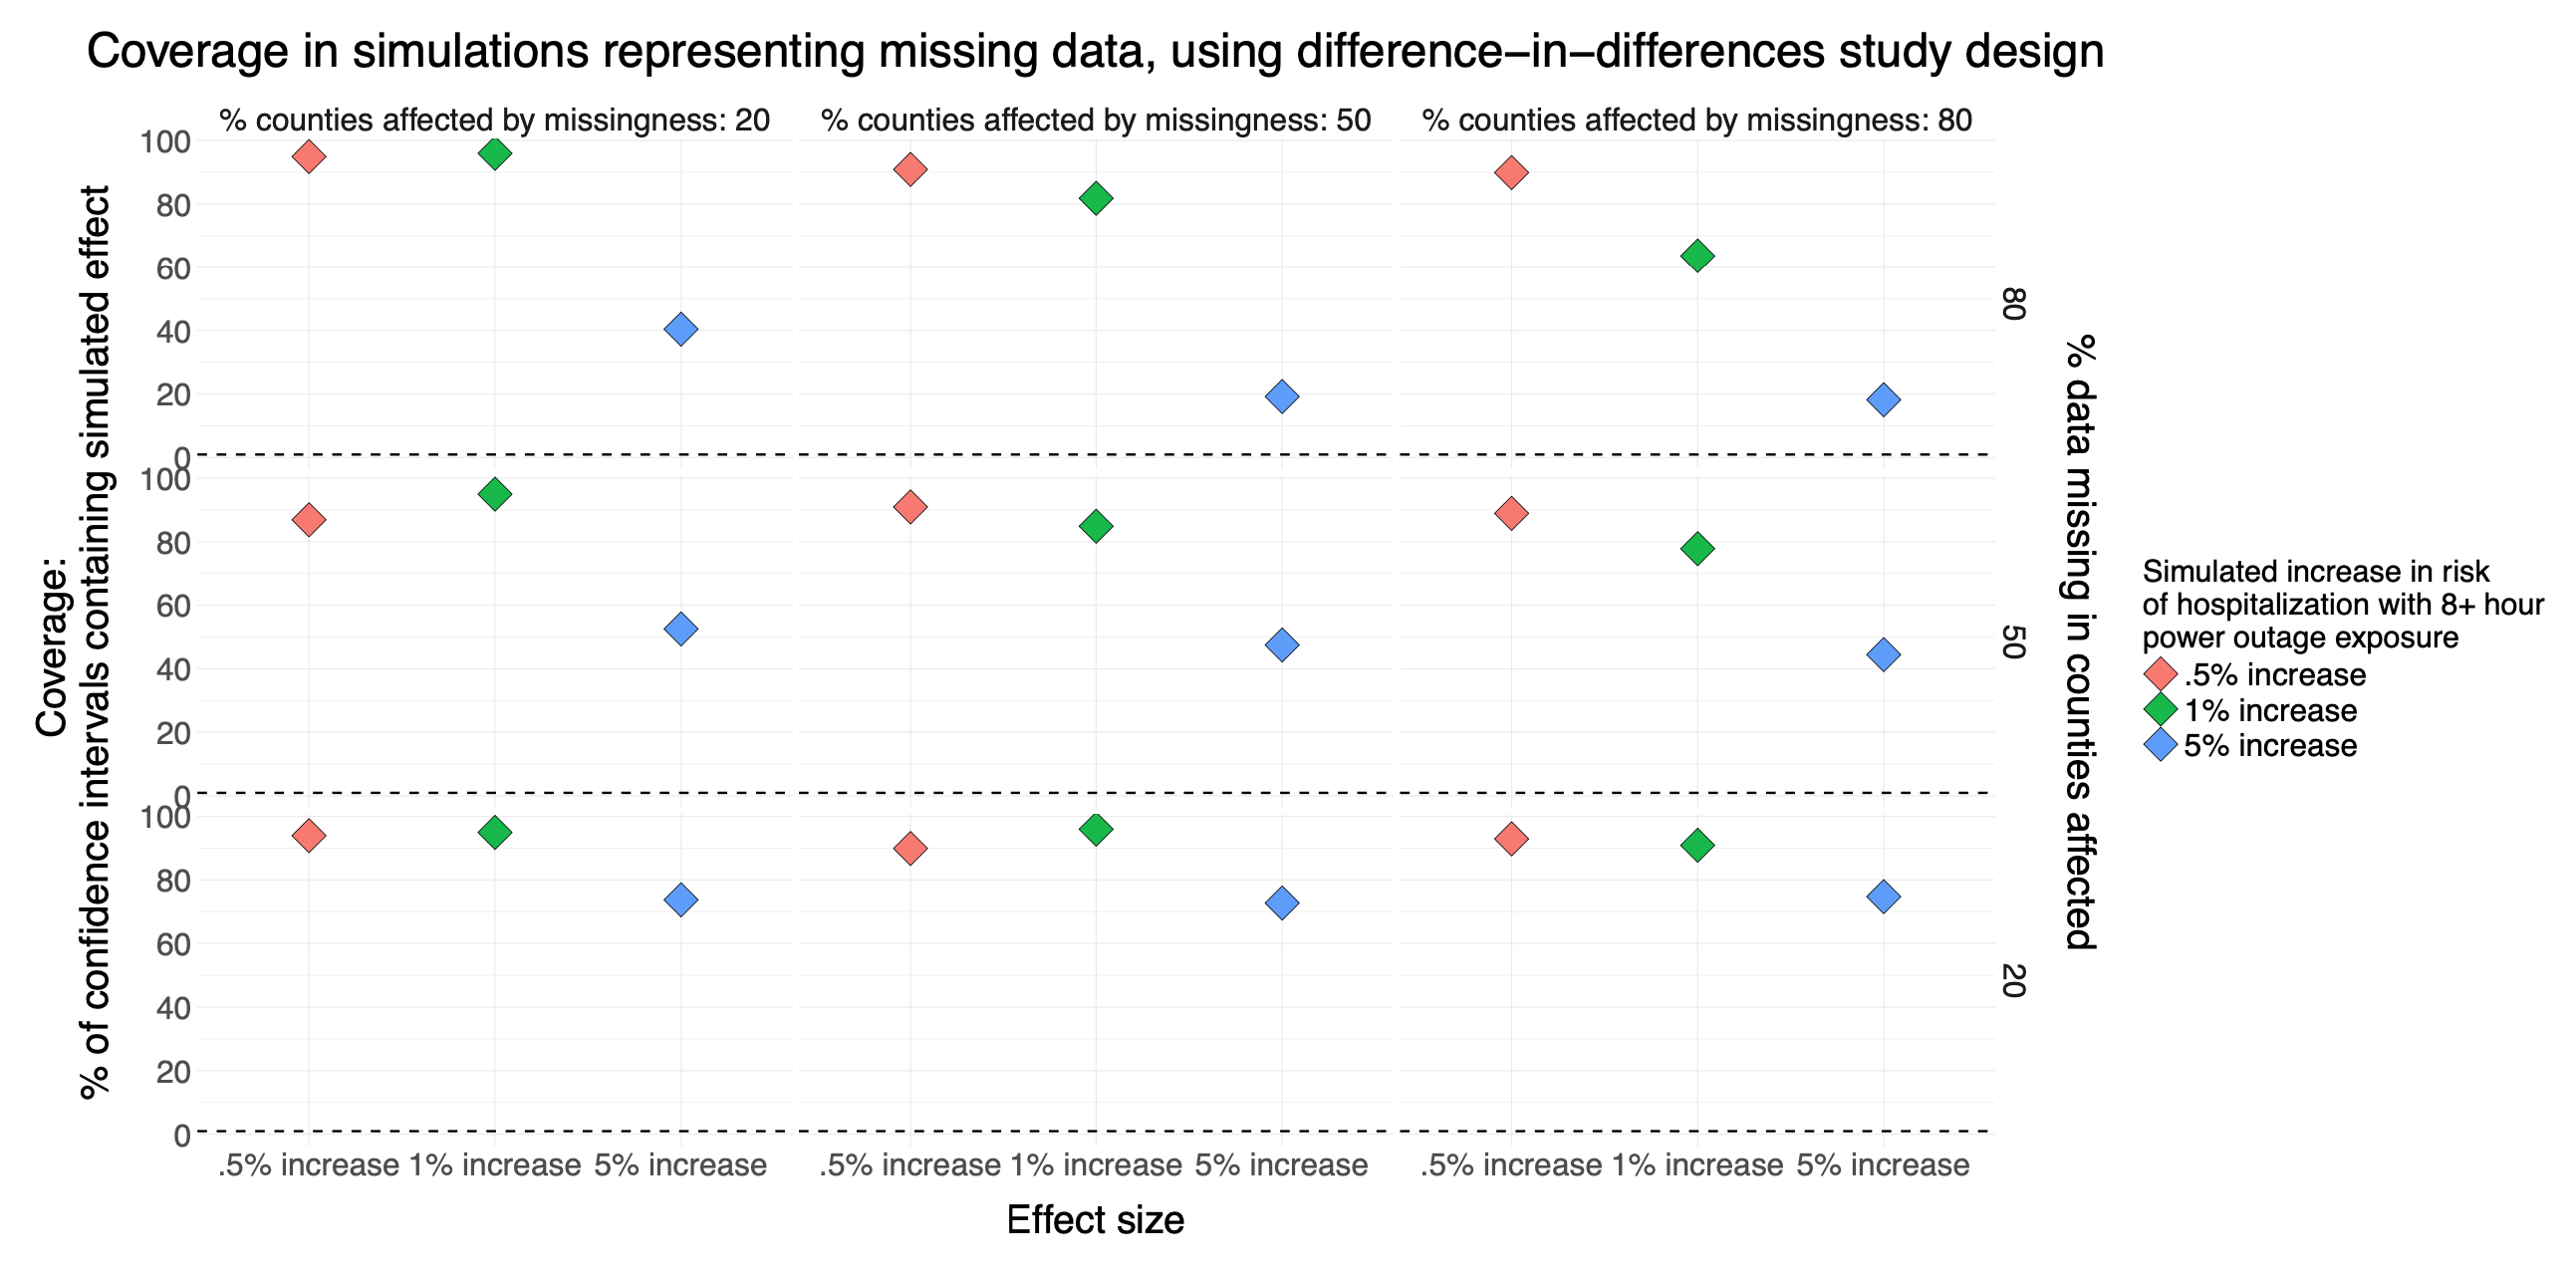 Coverage in simulations representing missing data, using difference–in–differences study design
% counties affected by missingness: 20
% counties affected by missingness: 50
% counties affected by missingness: 80
Coverage:
% of confidence intervals containing simulated effect
100
80
60
40
20
0
100
80
60
40
20
0
100
80
60
40
20
0
80
50
20
% data missing in counties affected
.5% increase
1% increase
5% increase
.5% increase
1% increase
5% increase
.5% increase
1% increase
5% increase
Effect size
Simulated increase in risk
of hospitalization with 8+ hour
power outage exposure
.5% increase
1% increase
5% increase